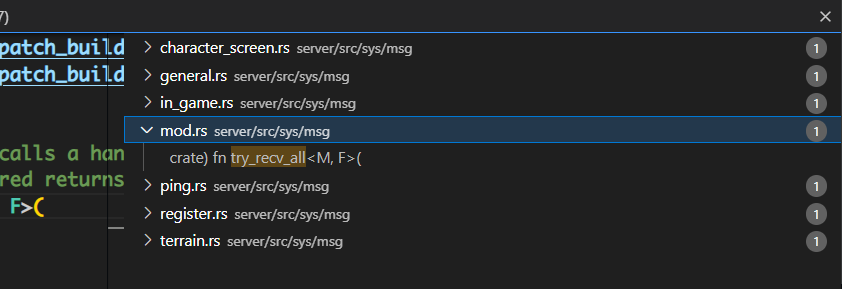 7)
patch_build
patch_build
calls a han
red returns
F>(
character_screen.rs server/src/sys/msg 1
general.rs server/src/sys/msg 1
in_game.rs server/src/sys/msg 1
mod.rs server/src/sys/msg 1
crate) fn try_recv_all<M, F>(
ping.rs server/src/sys/msg 1
register.rs server/src/sys/msg 1
terrain.rs server/src/sys/msg 1